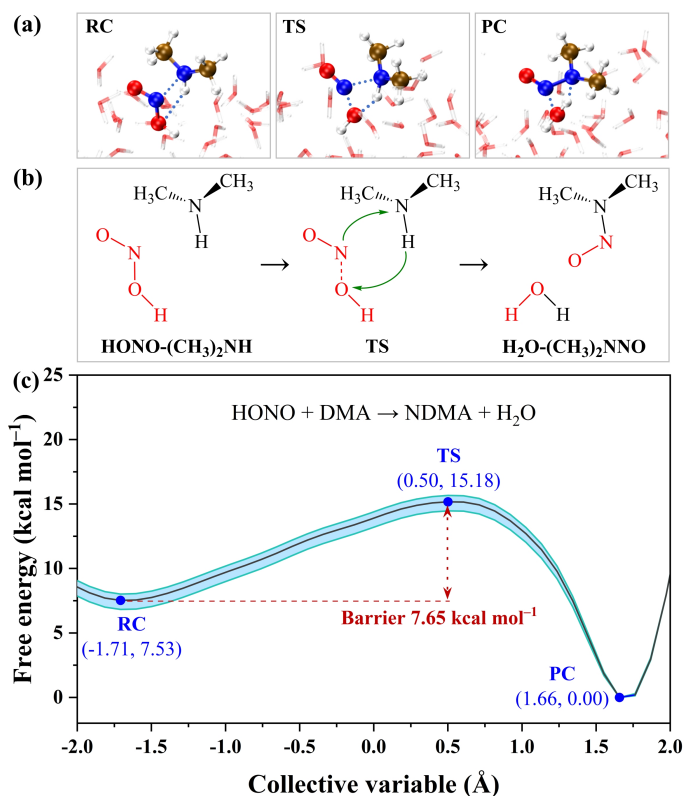 (a)
RC
TS
PC
(b)
H₃C
CH₃
N
H
O
N
O
H
→
H₃C
CH₃
N
H
O
N
O
H
→
H₃C
CH₃
N
N
O
O
H
H
HONO-(CH₃)₂NH
TS
H₂O-(CH₃)₂NNO
(c)
25
20
15
10
5
0
Free energy (kcal mol⁻¹)
HONO + DMA → NDMA + H₂O
TS
(0.50, 15.18)
Barrier 7.65 kcal mol⁻¹
RC
(-1.71, 7.53)
PC
(1.66, 0.00)
-2.0 -1.5 -1.0 -0.5 0.0 0.5 1.0 1.5 2.0
Collective variable (Å)